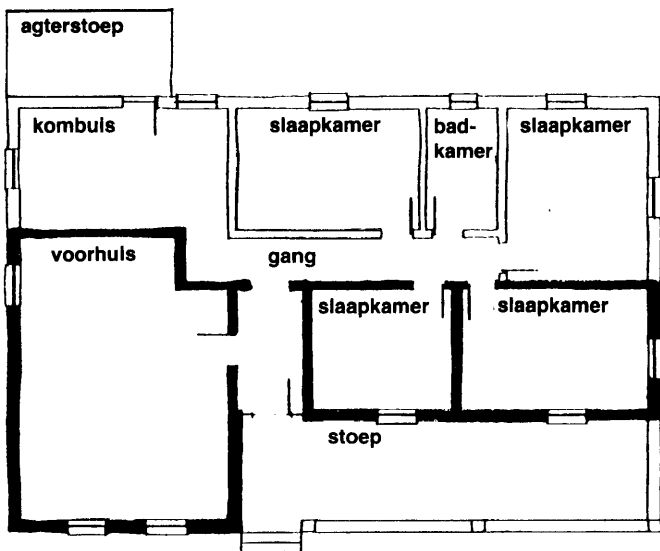 agterstoep
kombuis
slaapkamer
bad-
kamer
slaapkamer
voorhuis
gang
slaapkamer
slaapkamer
stoep